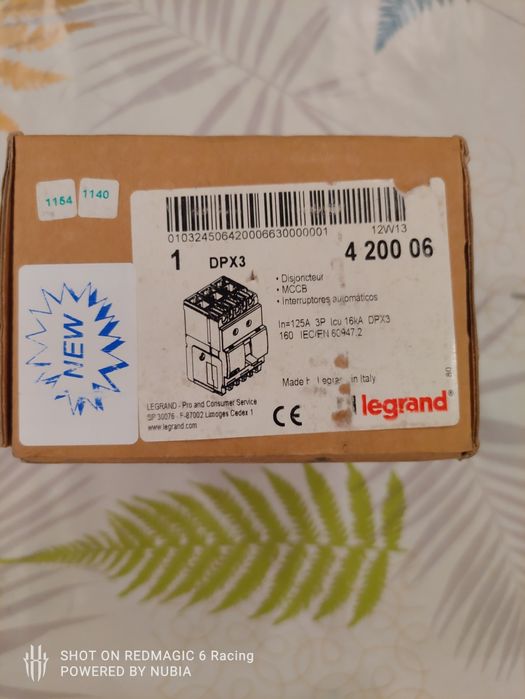 1154
1140
NEW
010324506420006630000001
12W13
1 DPX3
4 200 06
• Disjoncteur
• MCCB
• Interruptores automáticos
In=125A 3P Icu 16kA DPX3
160 IEC/EN 60947.2
Made Legrand in Italy
80
LEGRAND - Pro and Consumer Service
BP 30076 - F-87002 Limoges Cedex 1
www.legrand.com
CE
legrand®
SHOT ON REDMAGIC 6 Racing
POWERED BY NUBIA